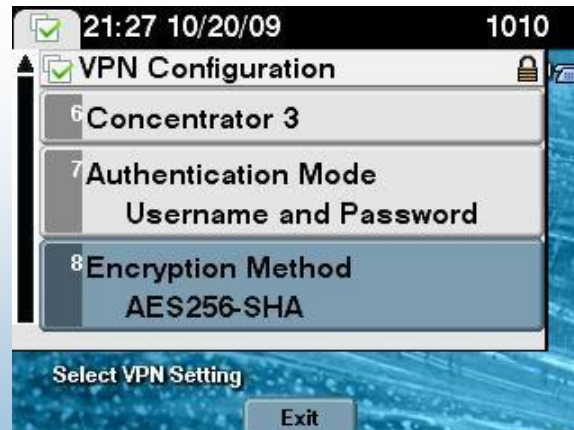 21:27 10/20/09 1010
VPN Configuration
6 Concentrator 3
7 Authentication Mode
Username and Password
8 Encryption Method
AES256-SHA
Select VPN Setting
Exit